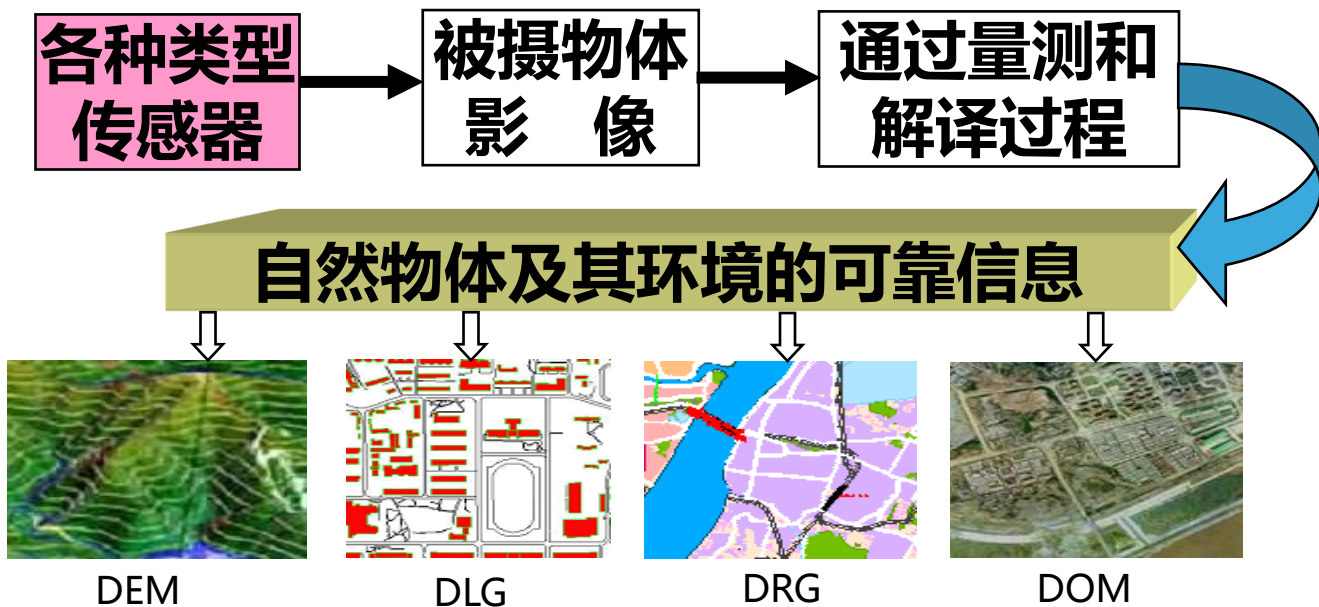 各种类型
传感器
被摄物体
影 像
通过量测和
解译过程
自然物体及其环境的可靠信息
DEM
DLG
DRG
DOM